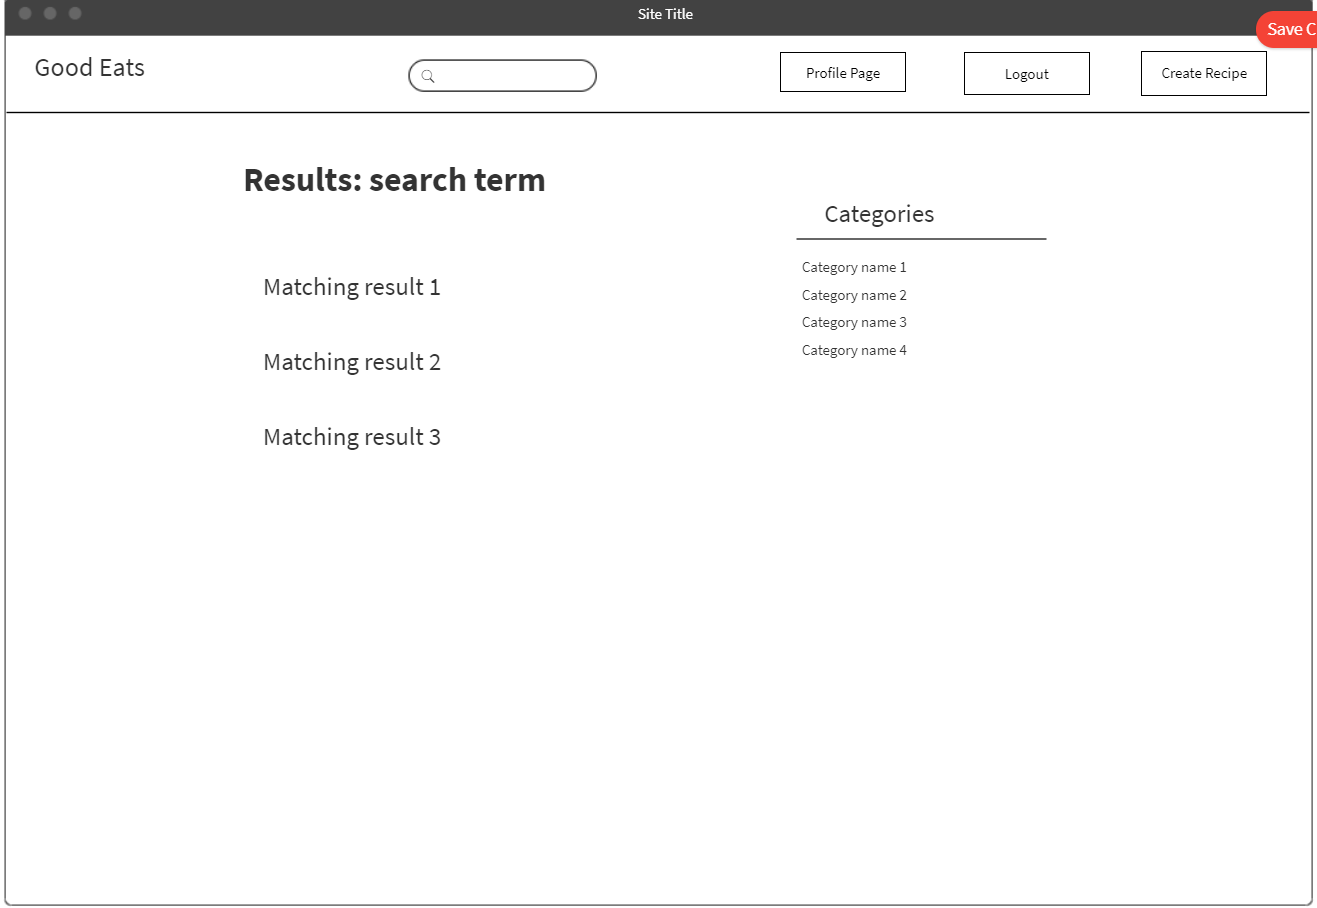 Site Title
Save C
Good Eats
Profile Page
Logout
Create Recipe
Results: search term
Categories
Matching result 1
Matching result 2
Matching result 3
Category name 1
Category name 2
Category name 3
Category name 4